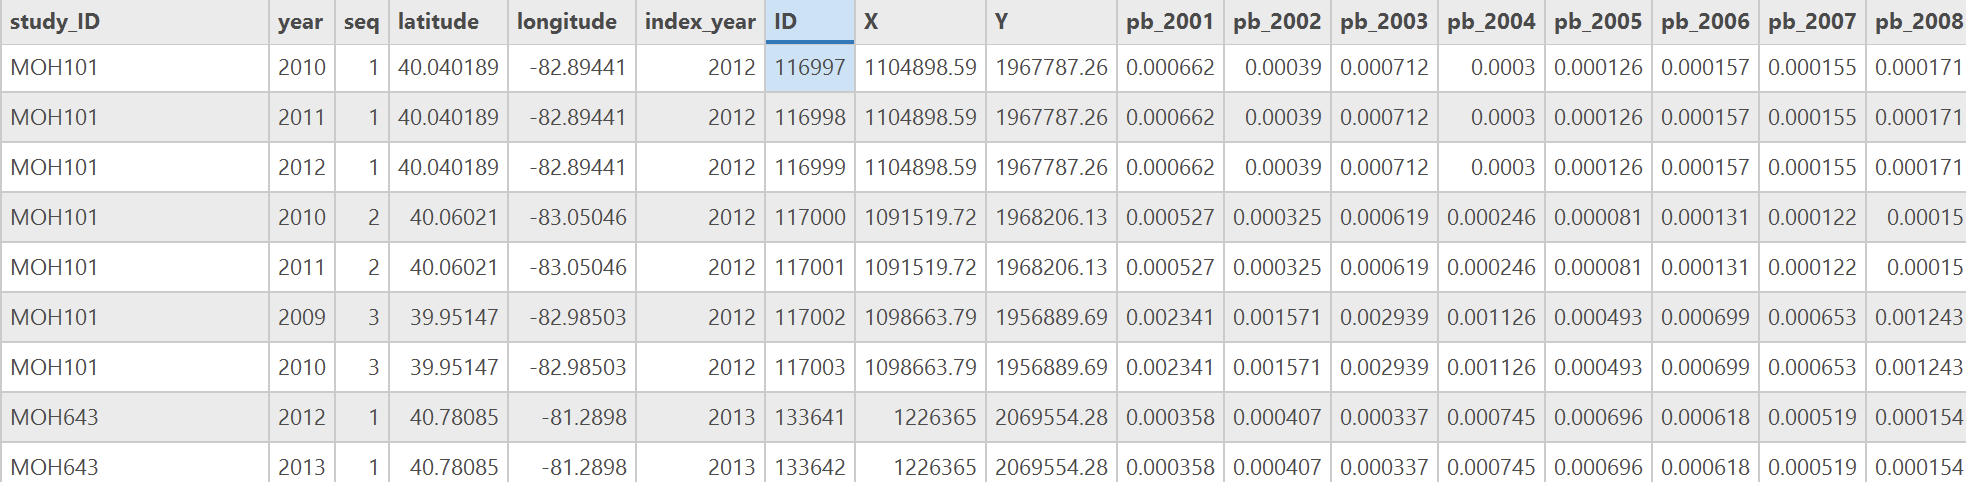 study_ID year seq latitude longitude index_year ID X Y pb_2001 pb_2002 pb_2003 pb_2004 pb_2005 pb_2006 pb_2007 pb_2008
MOH101 2010 1 40.040189 -82.89441 2012 116997 1104898.59 1967787.26 0.000662 0.00039 0.000712 0.0003 0.000126 0.000157 0.000155 0.000171
MOH101 2011 1 40.040189 -82.89441 2012 116998 1104898.59 1967787.26 0.000662 0.00039 0.000712 0.0003 0.000126 0.000157 0.000155 0.000171
MOH101 2012 1 40.040189 -82.89441 2012 116999 1104898.59 1967787.26 0.000662 0.00039 0.000712 0.0003 0.000126 0.000157 0.000155 0.000171
MOH101 2010 2 40.06021 -83.05046 2012 117000 1091519.72 1968206.13 0.000527 0.000325 0.000619 0.000246 0.000081 0.000131 0.000122 0.00015
MOH101 2011 2 40.06021 -83.05046 2012 117001 1091519.72 1968206.13 0.000527 0.000325 0.000619 0.000246 0.000081 0.000131 0.000122 0.00015
MOH101 2009 3 39.95147 -82.98503 2012 117002 1098663.79 1956889.69 0.002341 0.001571 0.002939 0.001126 0.000493 0.000699 0.000653 0.001243
MOH101 2010 3 39.95147 -82.98503 2012 117003 1098663.79 1956889.69 0.002341 0.001571 0.002939 0.001126 0.000493 0.000699 0.000653 0.001243
MOH643 2012 1 40.78085 -81.2898 2013 133641 1226365 2069554.28 0.000358 0.000407 0.000337 0.000745 0.000696 0.000618 0.000519 0.000154
MOH643 2013 1 40.78085 -81.2898 2013 133642 1226365 2069554.28 0.000358 0.000407 0.000337 0.000745 0.000696 0.000618 0.000519 0.000154